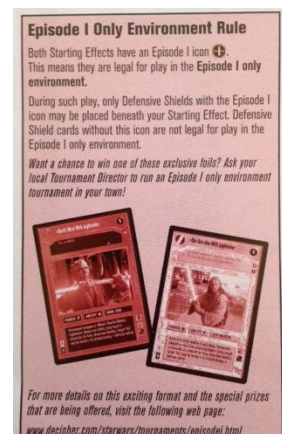 Episode I Only Environment Rule
Both Starting Effects have an Episode I icon
This means they are legal for play in the Episode I only
environment.
During such play, only Defensive Shields with the Episode I
icon may be placed beneath your Starting Effect. Defensive
Shield cards without this icon are not legal for play in the
Episode I only environment.
Want a chance to win one of these exclusive foils? Ask your
local Tournament Director to run an Episode I only environment
tournament in your town!
For more details on this exciting format and the special prizes
that are being offered, visit the following web page:
www.decipher.com/starwars/tournaments/episodei.html